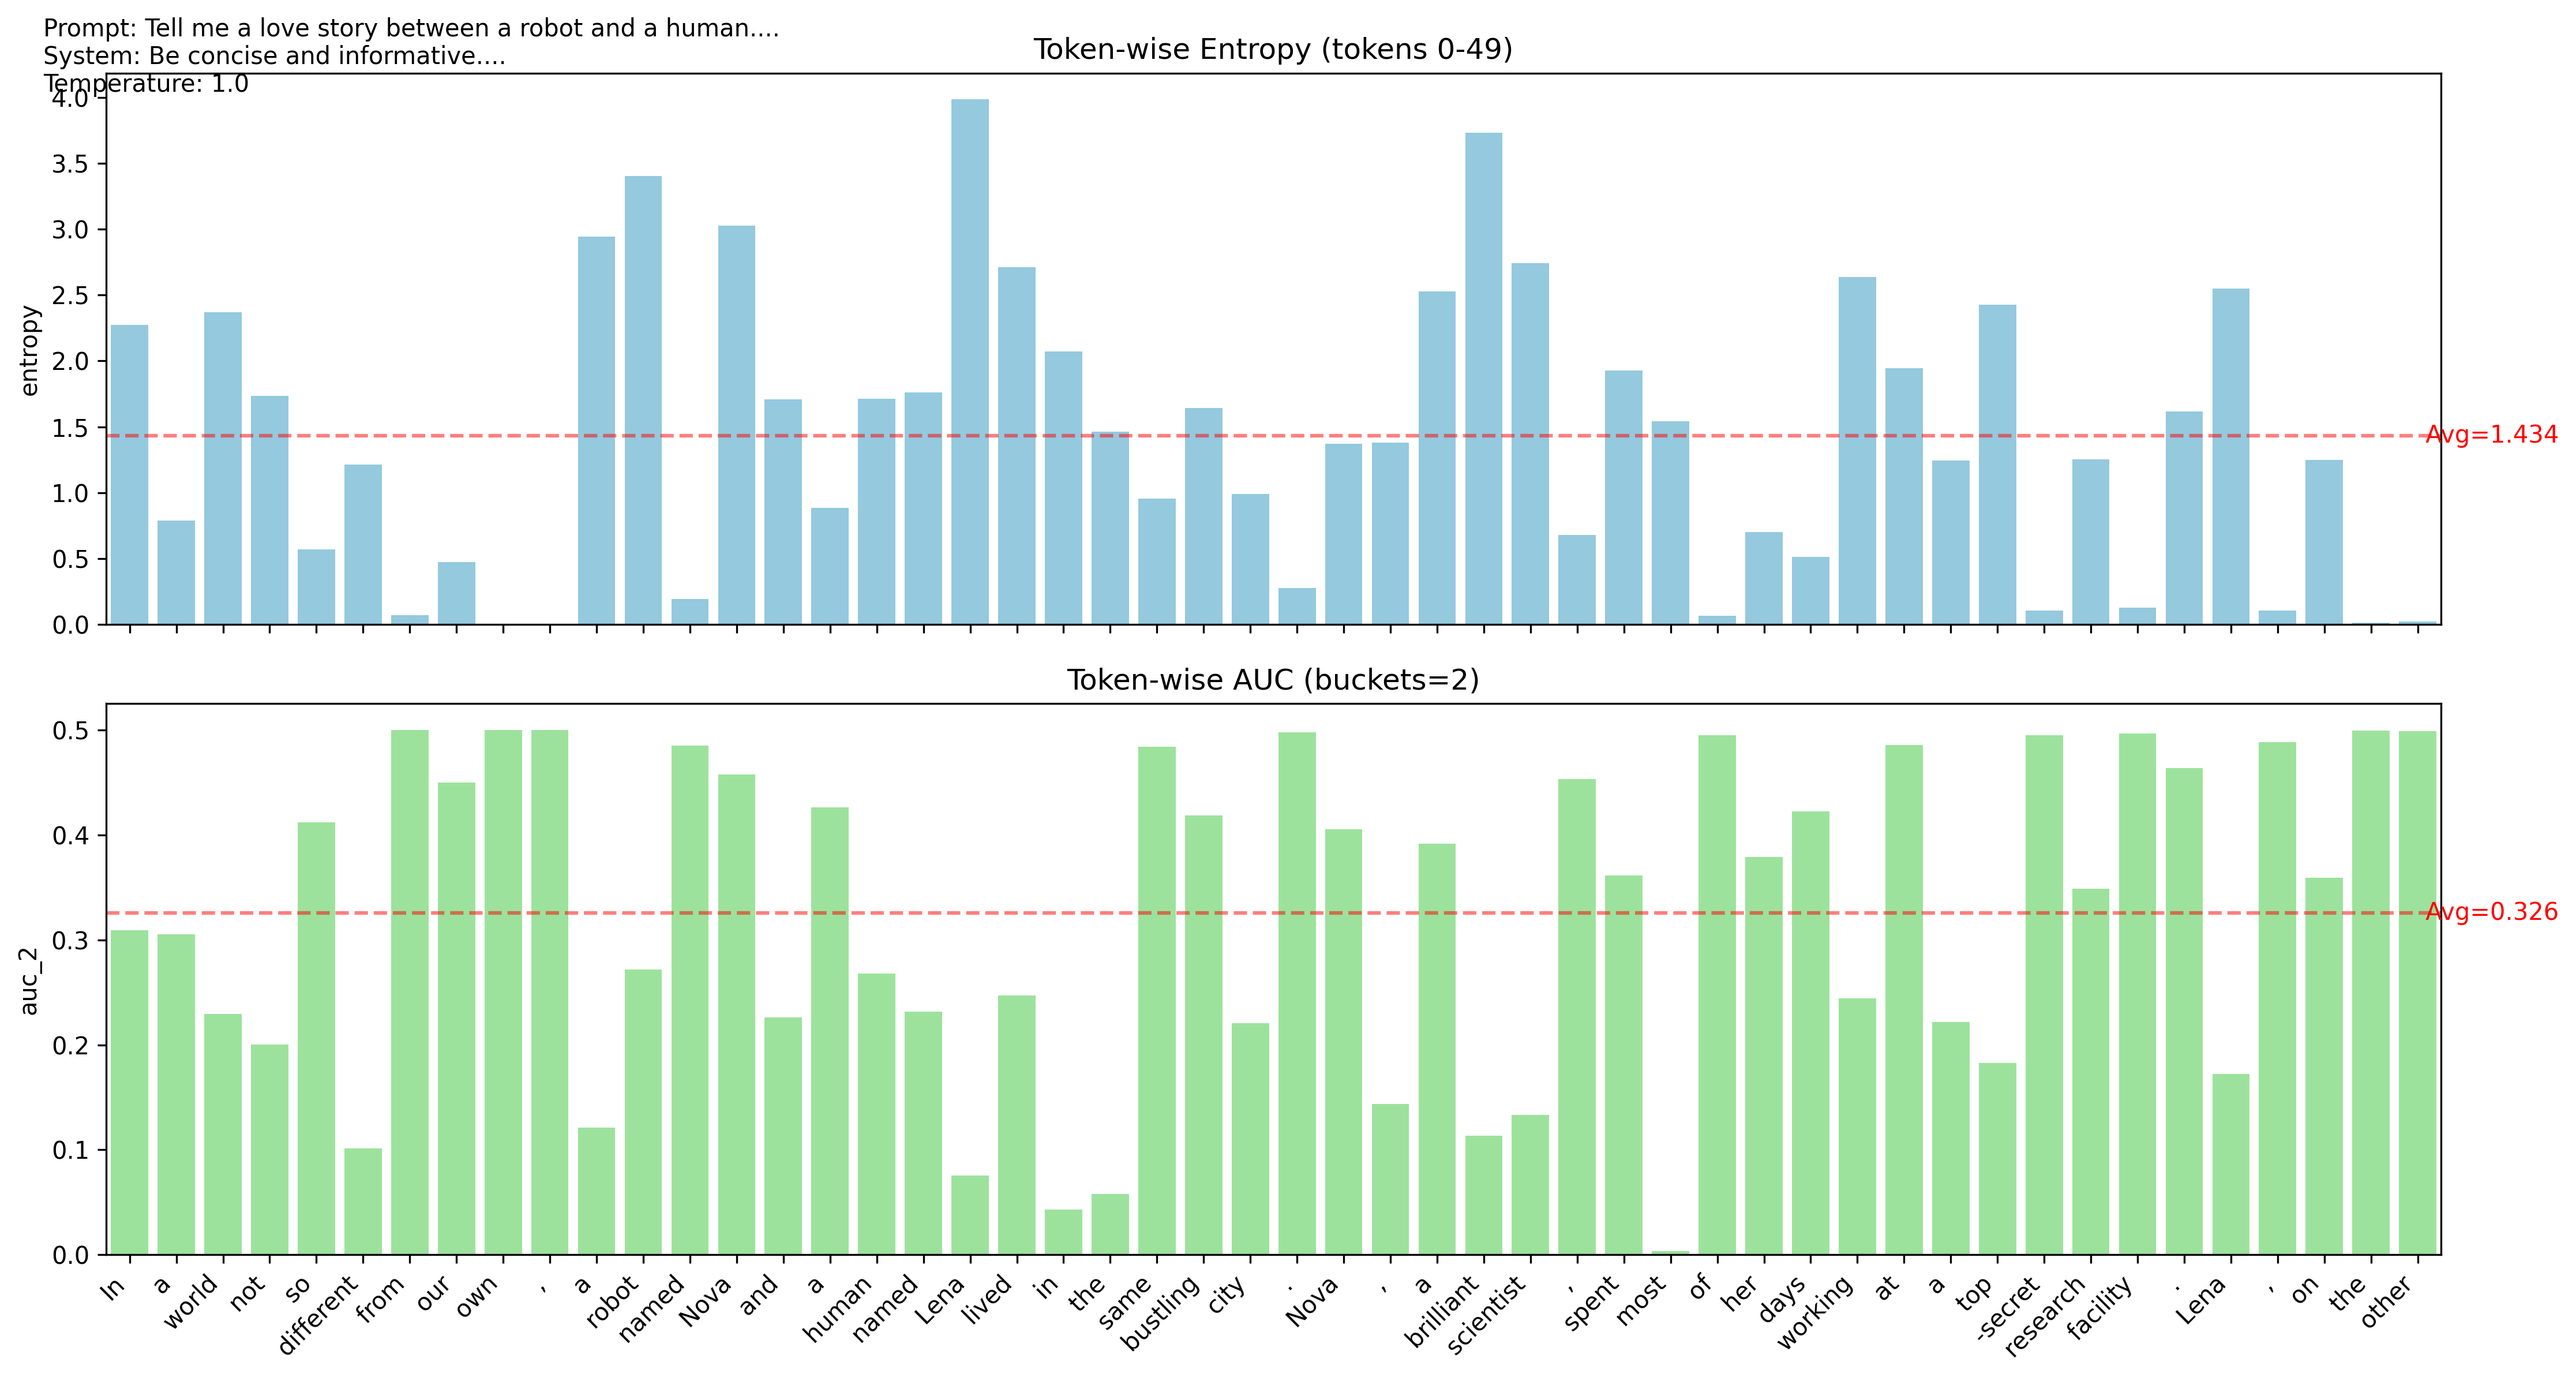 Prompt: Tell me a love story between a robot and a human....
System: Be concise and informative....
Temperature: 1.0
Token-wise Entropy (tokens 0-49)
entropy
4.0
3.5
3.0
2.5
2.0
1.5
1.0
0.5
0.0
Avg=1.434
Token-wise AUC (buckets=2)
auc_2
0.5
0.4
0.3
0.2
0.1
0.0
Avg=0.326
In
a
world
not
so
different
from
our
own
,
a
robot
named
Nova
and
a
human
named
Lena
lived
in
the
same
bustling
city
.
Nova
,
a
brilliant
scientist
,
spent
most
of
her
days
working
at
a
top
-secret
research
facility
.
Lena
,
on
the
other